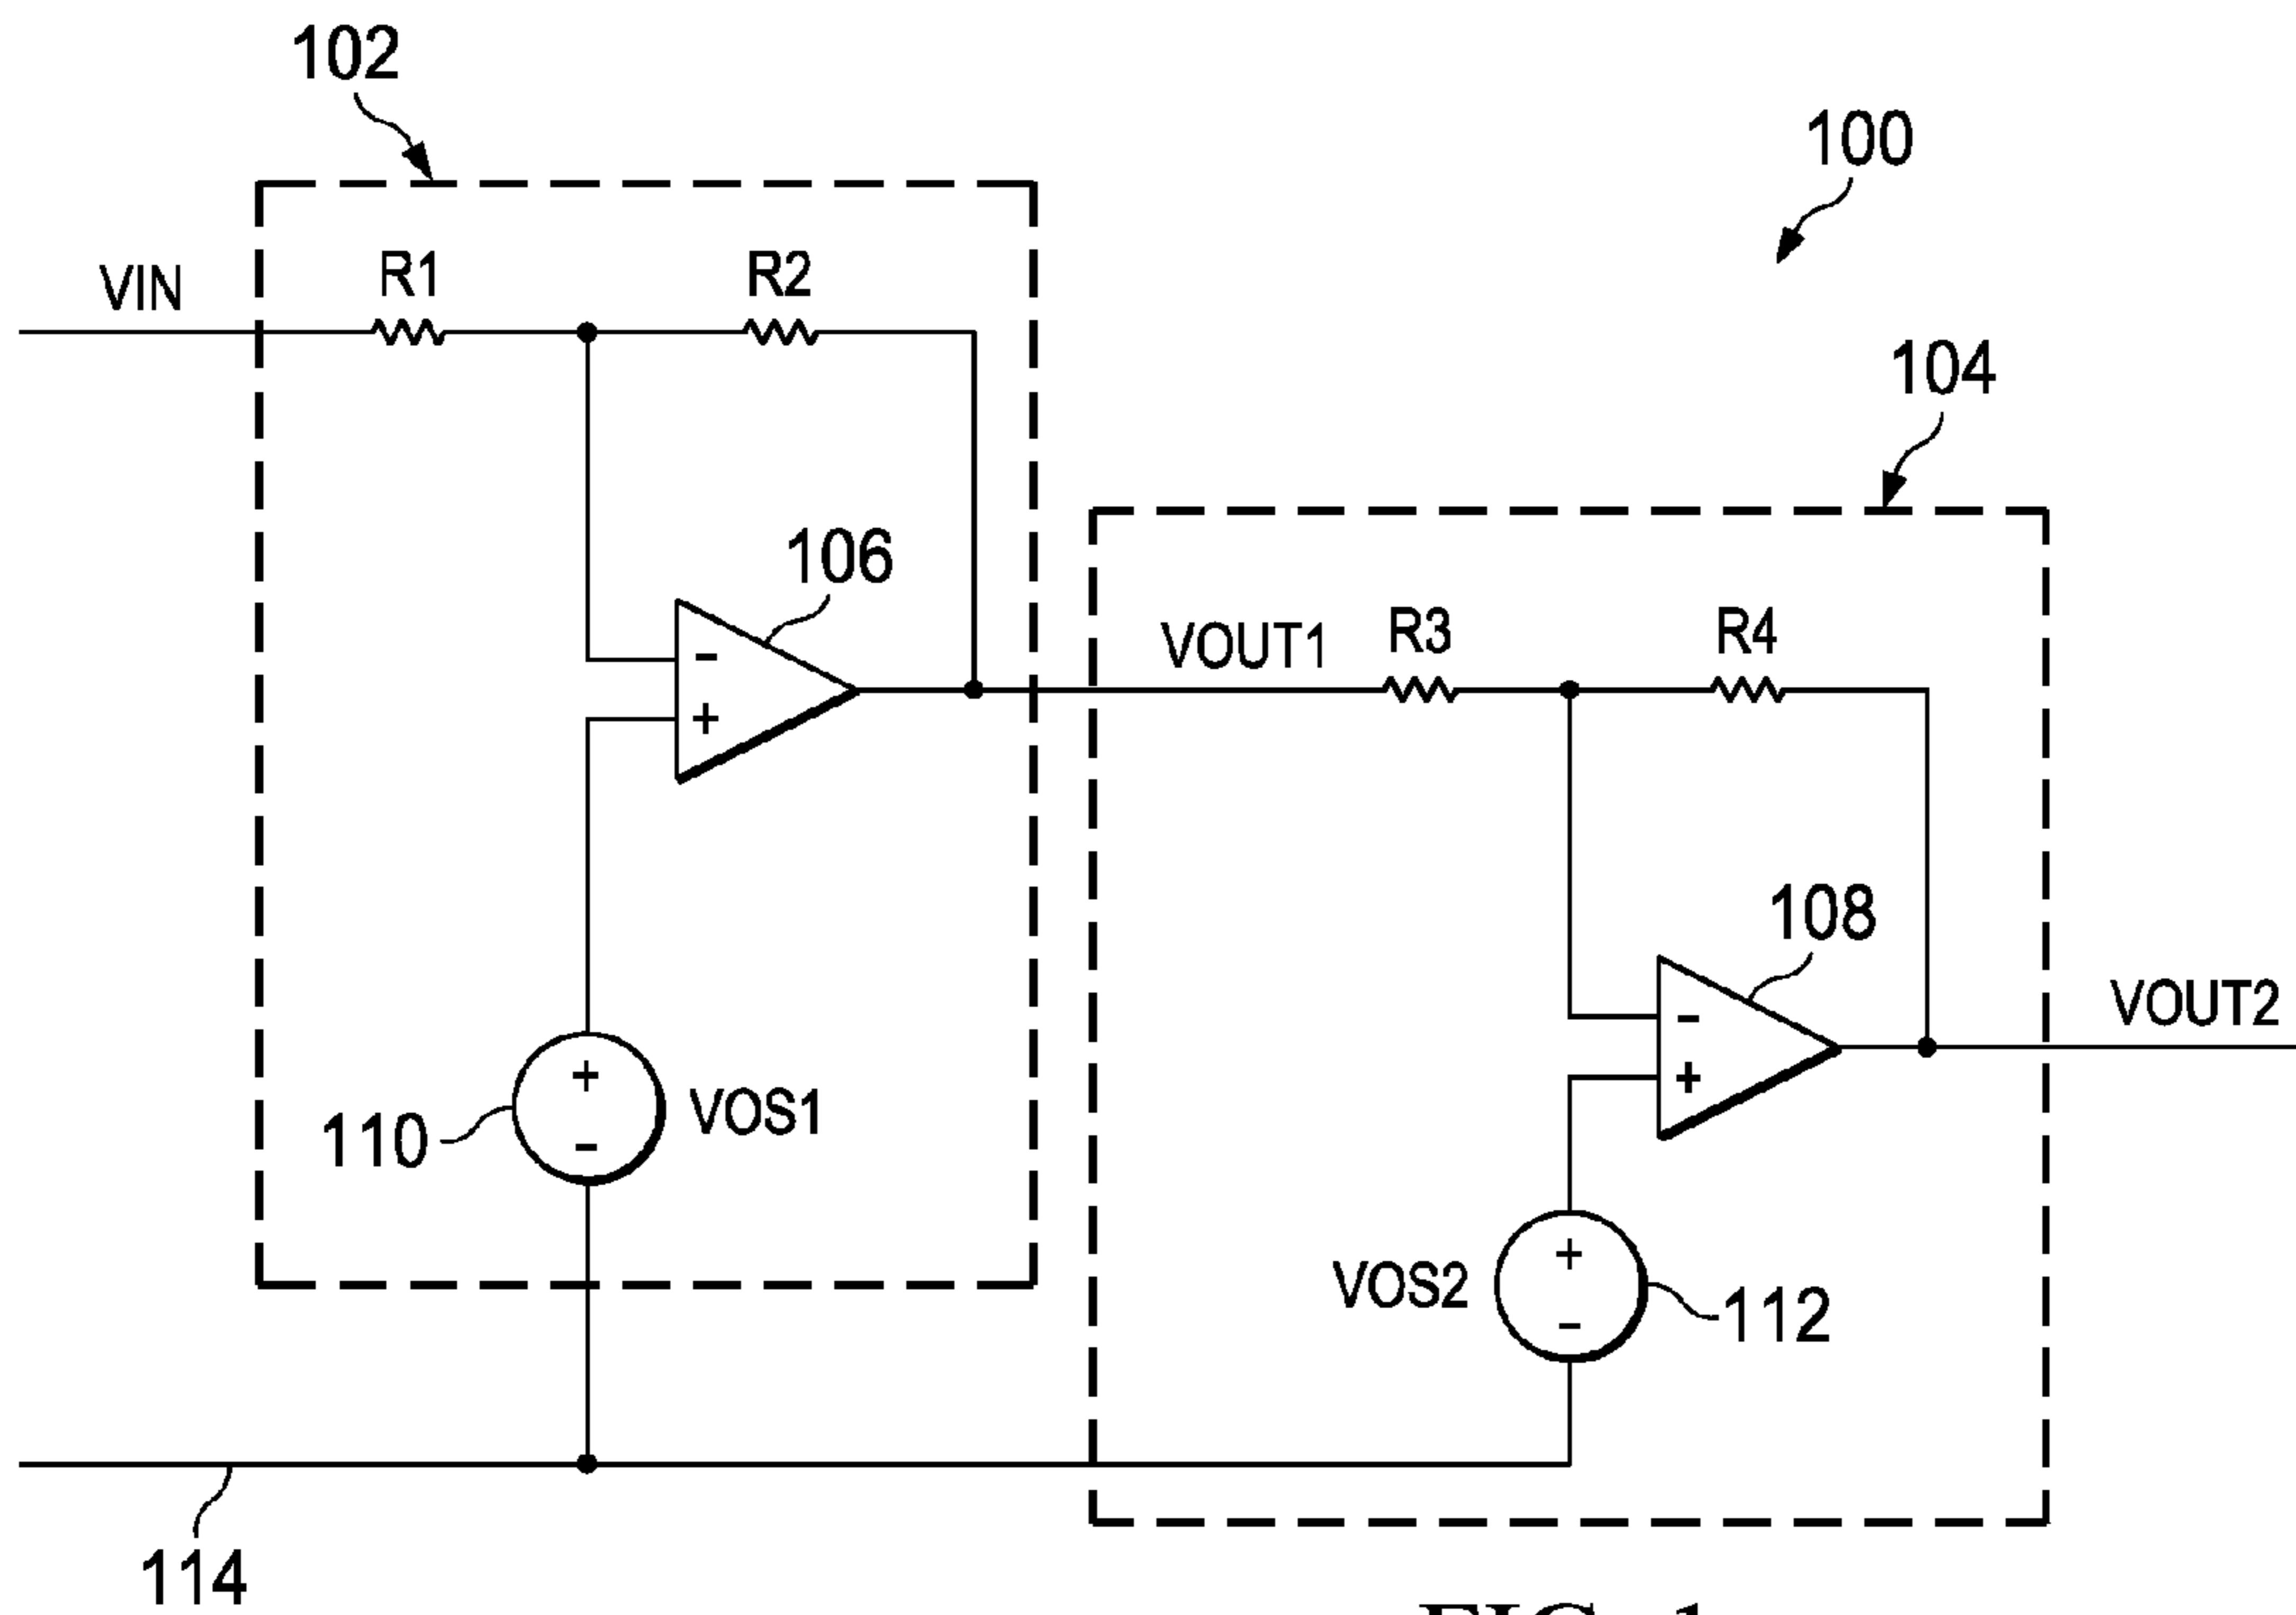 102
100
VIN
R1
R2
104
106
VOUT1
R3
R4
-
+
108
VOUT2
-
+
110
+
-
VOS1
VOS2
+
-
112
114